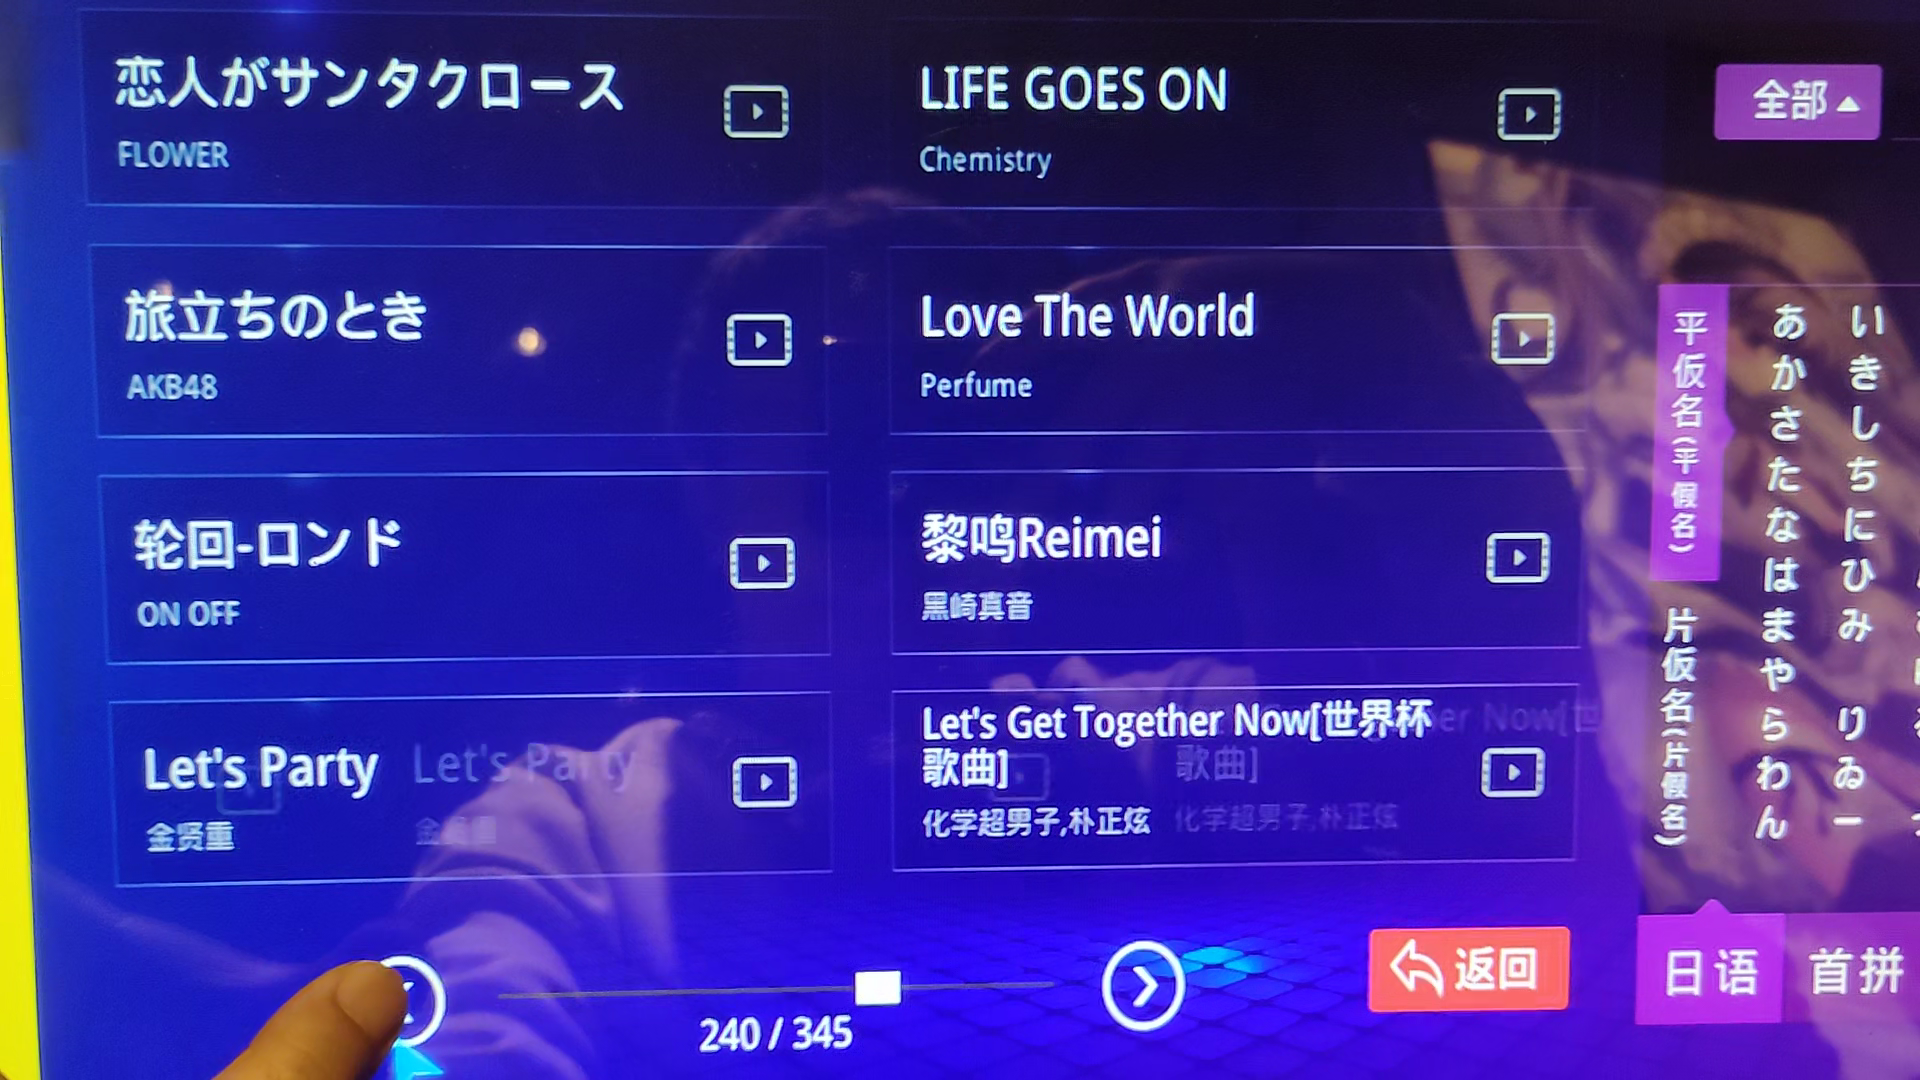 恋人がサンタクロース
FLOWER
LIFE GOES ON
Chemistry
旅立ちのとき
AKB48
Love The World
Perfume
轮回-ロンド
ON OFF
黎鸣Reimei
黑崎真音
Let's Party
金贤重
Let's Get Together Now[世界杯
歌曲]
化学超男子,朴正炫
240 / 345
返回
全部
平仮名(平假名)
片仮名(片假名)
あかさたなはまやらわん
いきしちにひみ りゐー
日语
首拼